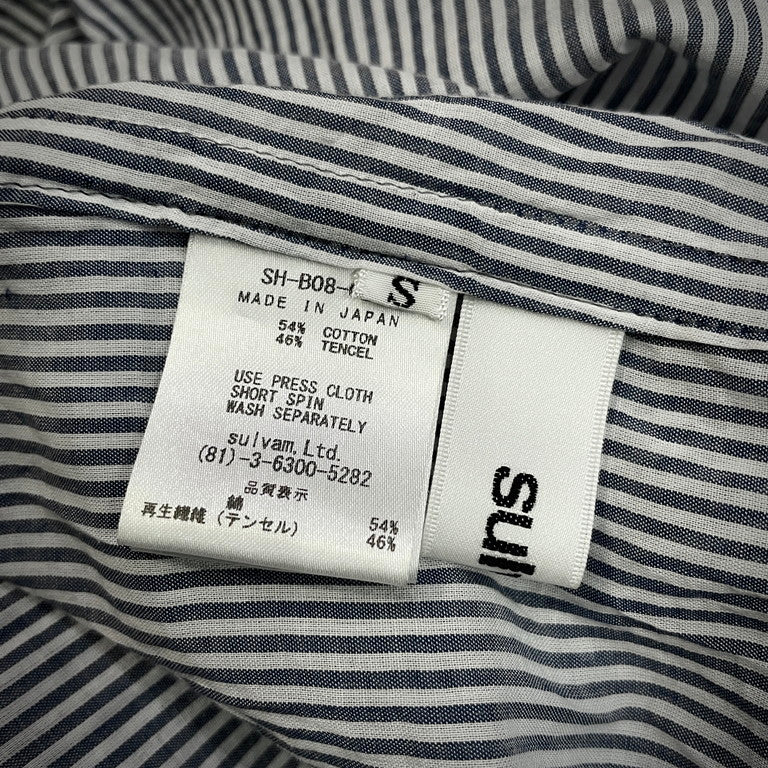 SH-B08-
S
MADE IN JAPAN
54% COTTON
46% TENCEL
USE PRESS CLOTH
SHORT SPIN
WASH SEPARATELY
sulvam,Ltd.
(81)-3-6300-5282
品質表示
綿 54%
再生繊維 (テンセル) 46%